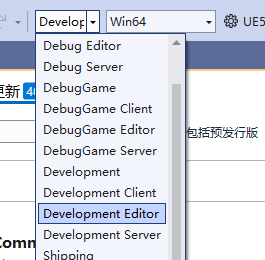 Develop Win64 UE5
Debug Editor
Debug Server
DebugGame
DebugGame Client
DebugGame Editor
DebugGame Server
Development
Development Client
Development Editor
Development Server
Shipping
更新
包括预发行版
Comm